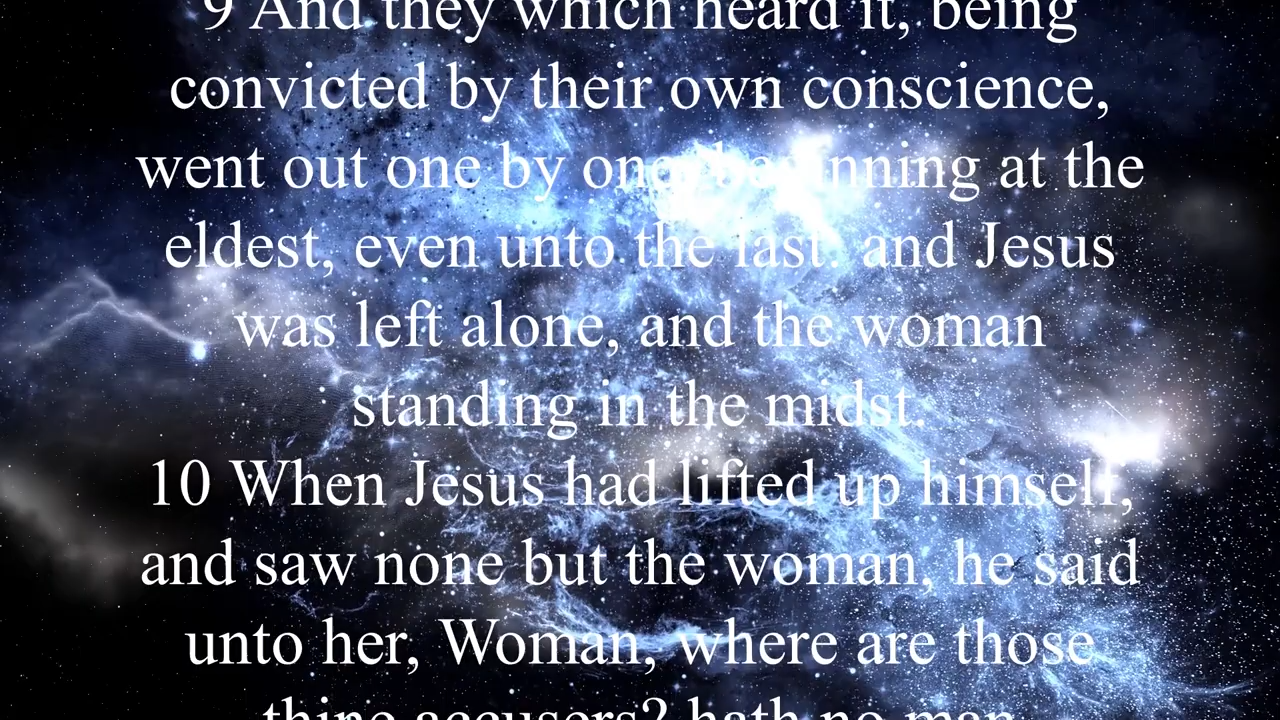 9 And they which heard it, being
convicted by their own conscience,
went out one by one, beginning at the
eldest, even unto the last: and Jesus
was left alone, and the woman
standing in the midst.
10 When Jesus had lifted up himself,
and saw none but the woman, he said
unto her, Woman, where are those
thine accusers? hath no man